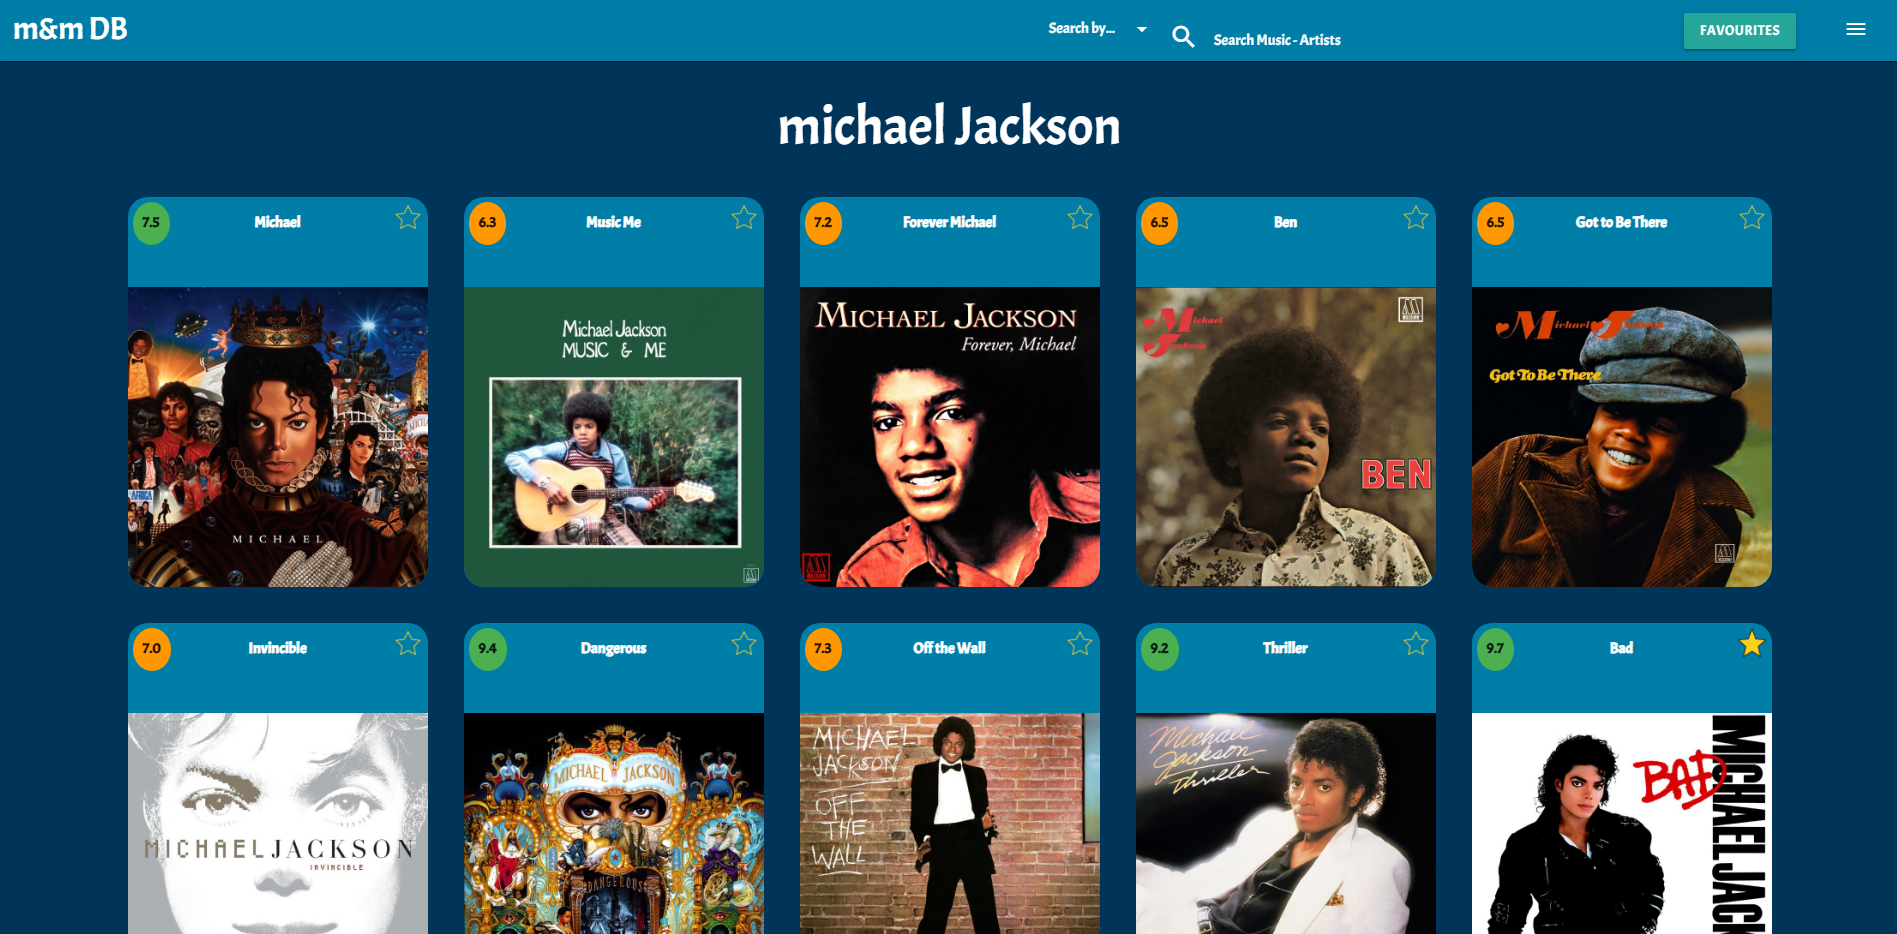 m&m DB
Search by...
Search Music - Artists
FAVOURITES
michael Jackson
7.5
Michael
6.3
Music Me
7.2
Forever Michael
6.5
Ben
6.5
Got to Be There
AFRICA
MICHAEL
Michael Jackson
MUSIC & ME
MICHAEL JACKSON
Forever, Michael
Michael
Jackson
BEN
Michael Jackson
Got To Be There
7.0
Invincible
9.4
Dangerous
7.3
Off the Wall
9.2
Thriller
9.7
Bad
MICHAEL JACKSON
INVINCIBLE
MICHAEL JACKSON
DANGEROUS
MICHAEL
JACKSON
OFF
THE
WALL
Michael
Jackson
Thriller
BAD
MICHAEL JACK